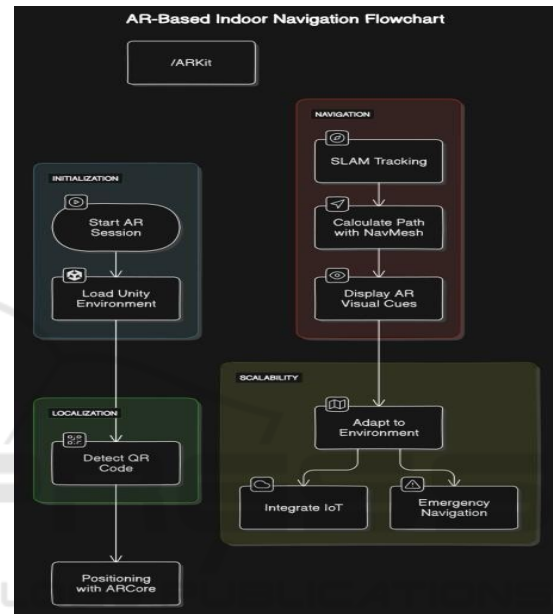 AR-Based Indoor Navigation Flowchart
/ARKit
INITIALIZATION
Start AR
Session
Load Unity
Environment
LOCALIZATION
Detect QR
Code
Positioning
with ARCore
NAVIGATION
SLAM Tracking
Calculate Path
with NavMesh
Display AR
Visual Cues
SCALABILITY
Adapt to
Environment
Integrate IoT
Emergency
Navigation